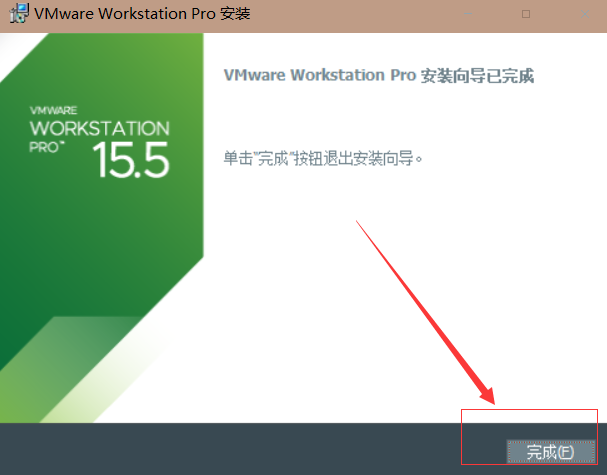 VMware Workstation Pro 安装
VMware Workstation Pro 安装向导已完成
VMWARE
WORKSTATION
PRO™
15.5
单击"完成"按钮退出安装向导。
完成(F)